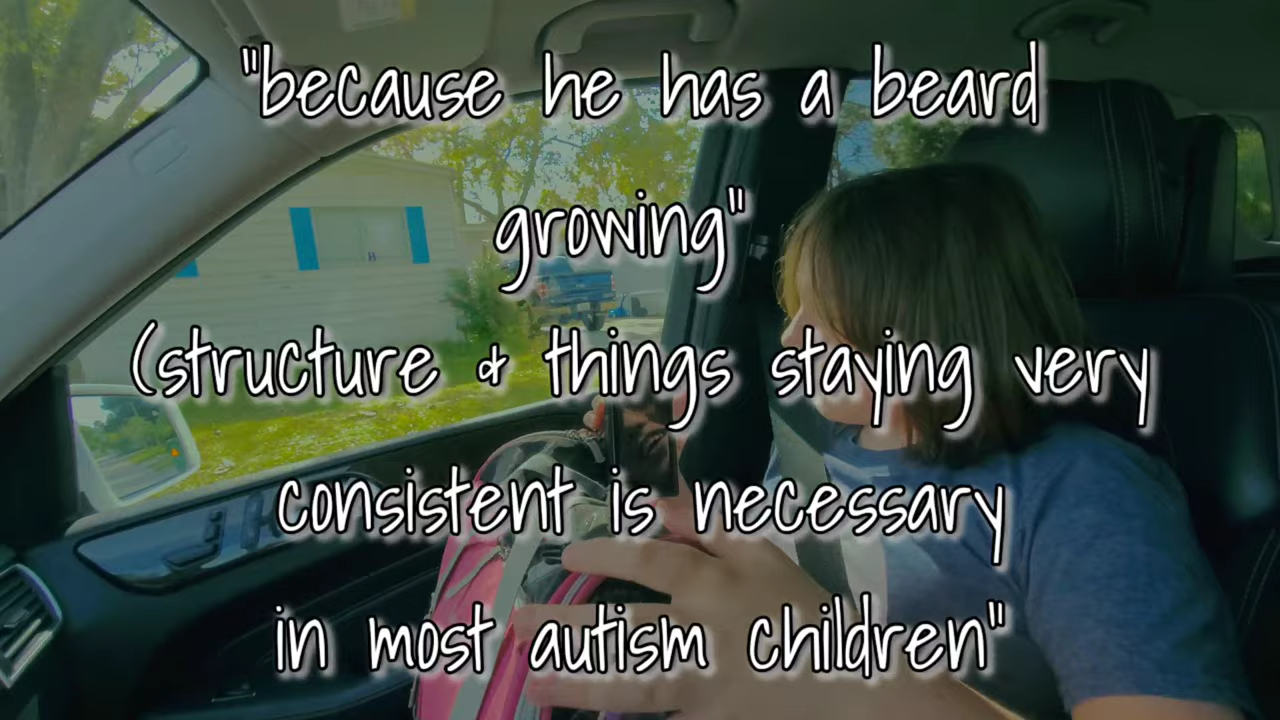 "because he has a beard
growing"
(structure & things staying very
consistent is necessary
in most autism children"